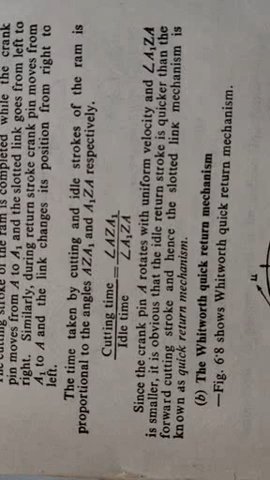 stroke of the ram is completed while the crank
pin moves from A to A₁ and the slotted link goes from left to
right. Similarly, during return stroke crank pin moves from
A₁ to A and the link changes its position from right to
left.
The time taken by cutting and idle strokes of the ram is
proportional to the angles AZA₁ and A₁ZA respectively.
Cutting time / Idle time = ∠AZA₁ / ∠A₁ZA
Since the crank pin A rotates with uniform velocity and ∠A₁ZA
is smaller, it is obvious that the idle return stroke is quicker than the
forward cutting stroke and hence the slotted link mechanism is
known as quick return mechanism.
(b) The Whitworth quick return mechanism
—Fig. 6·8 shows Whitworth quick return mechanism.